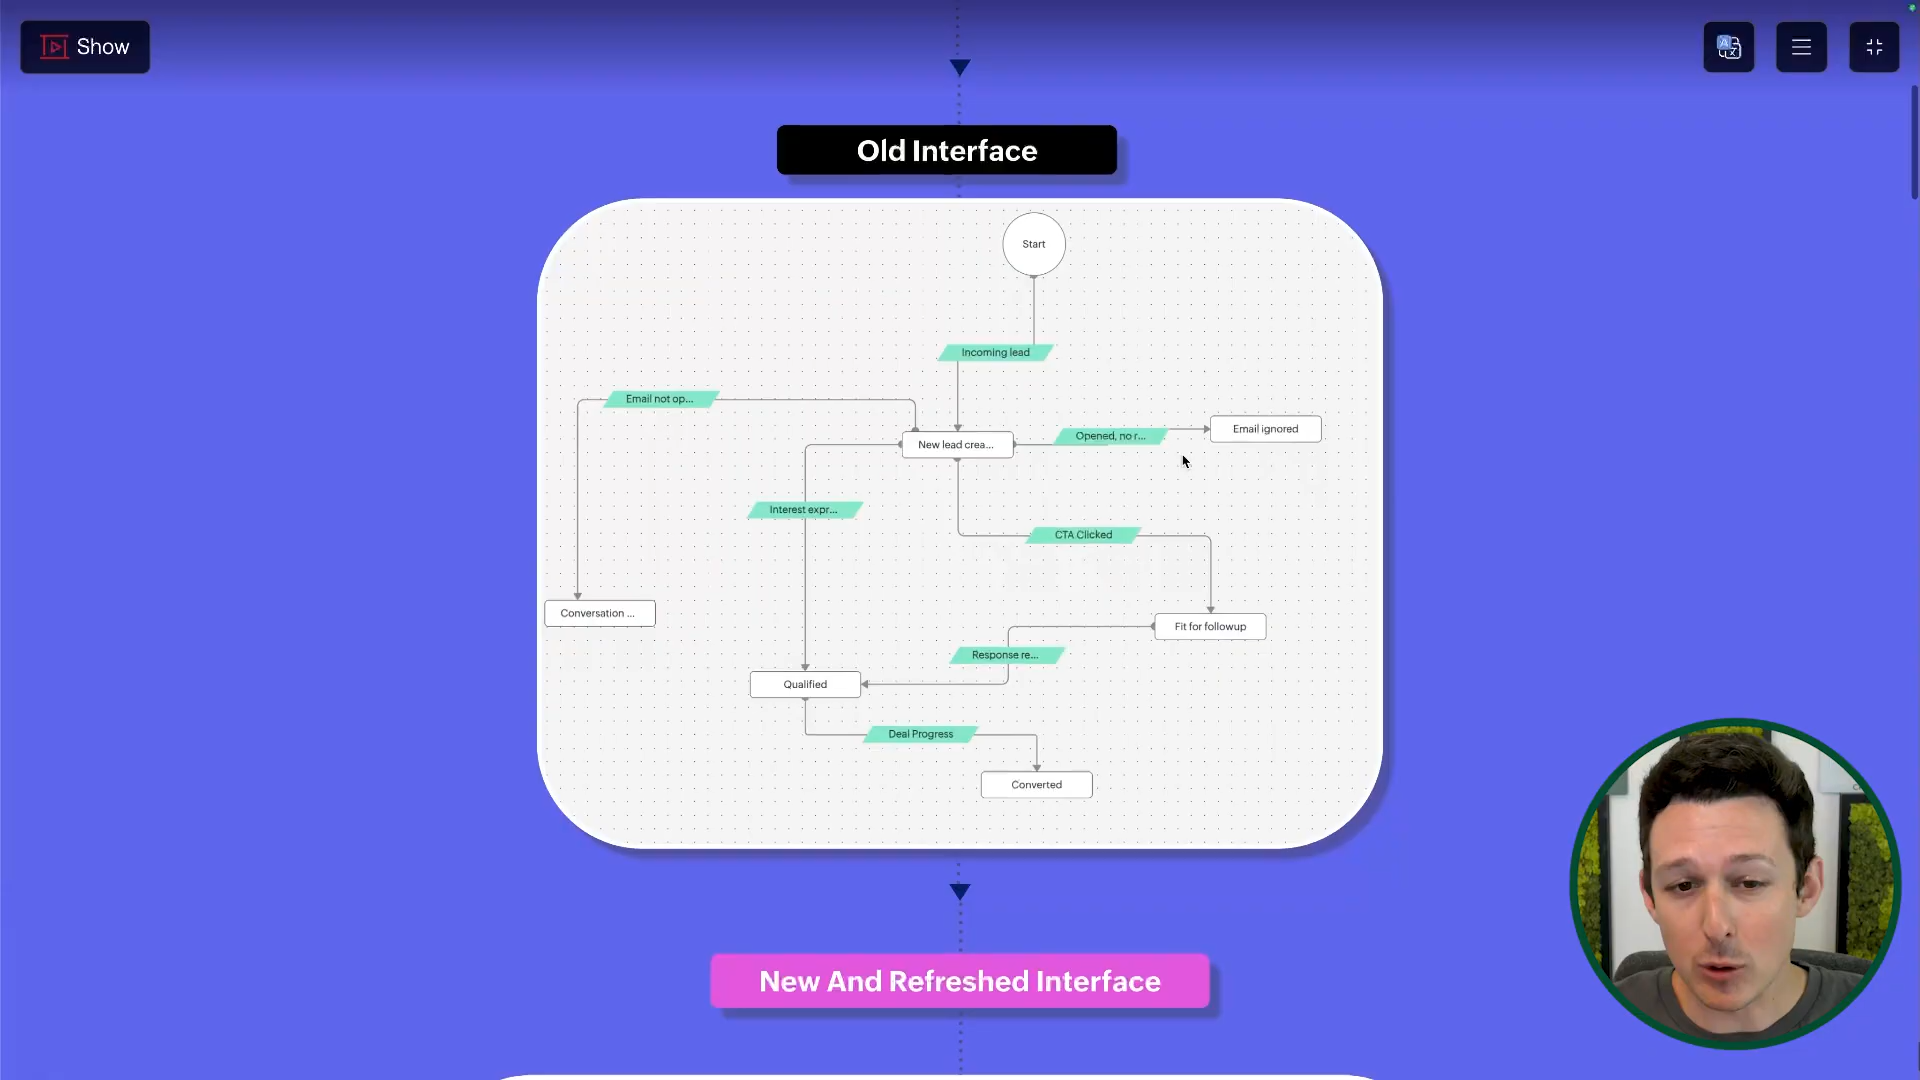 Show
Old Interface
Start
Incoming lead
Email not op...
New lead crea...
Opened, no r...
Email ignored
Interest expr...
CTA Clicked
Conversation ...
Fit for followup
Response re...
Qualified
Deal Progress
Converted
New And Refreshed Interface